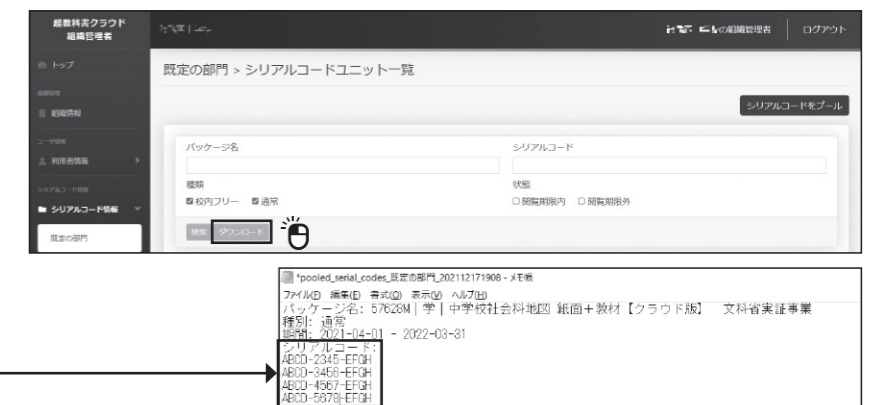 超教科書クラウド
組織管理者
の組織管理者
ログアウト
トップ
既定の部門 > シリアルコードユニット一覧
組織情報
シリアルコードをプール
パッケージ名
シリアルコード
利用者情報
種類
状態
校内フリー
通常
閲覧期限内
閲覧期限外
シリアルコード情報
検索
ダウンロード
既定の部門
*pooled_serial_codes_既定の部門_202112171908 - メモ帳
ファイル(F) 編集(E) 書式(O) 表示(V) ヘルプ(H)
パッケージ名: 57628M|学|中学校社会科地図 紙面+教材【クラウド版】 文科省実証事業
種別: 通常
期間: 2021-04-01 - 2022-03-31
シリアルコード:
ABCD-2345-EFGH
ABCD-3456-EFGH
ABCD-4567-EFGH
ABCD-5678-EFGH